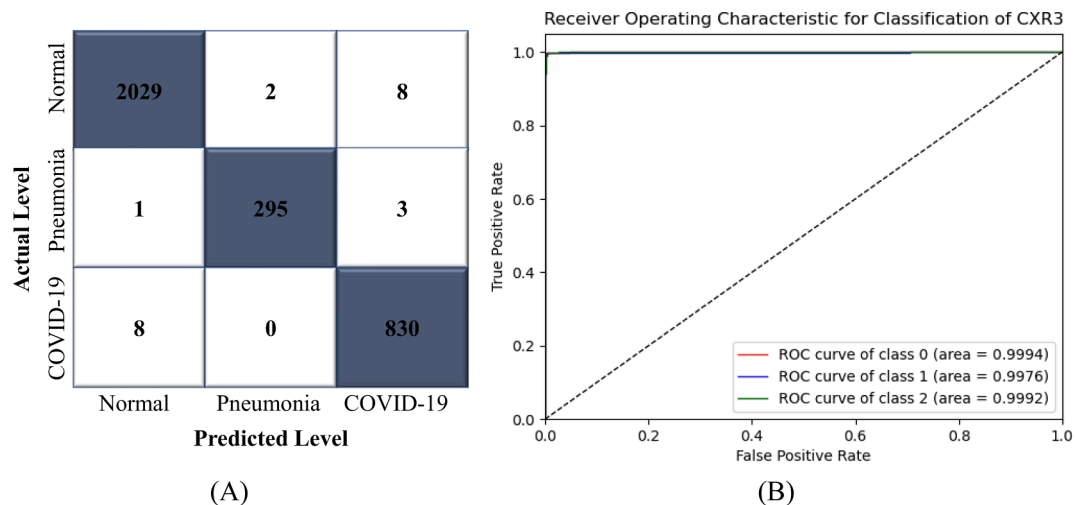 Actual Level
Normal
Pneumonia
COVID-19
2029 2 8
1 295 3
8 0 830
Normal Pneumonia COVID-19
Predicted Level
(A)
Receiver Operating Characteristic for Classification of CXR3
True Positive Rate
1.0
0.8
0.6
0.4
0.2
0.0
ROC curve of class 0 (area = 0.9994)
ROC curve of class 1 (area = 0.9976)
ROC curve of class 2 (area = 0.9992)
0.0 0.2 0.4 0.6 0.8 1.0
False Positive Rate
(B)